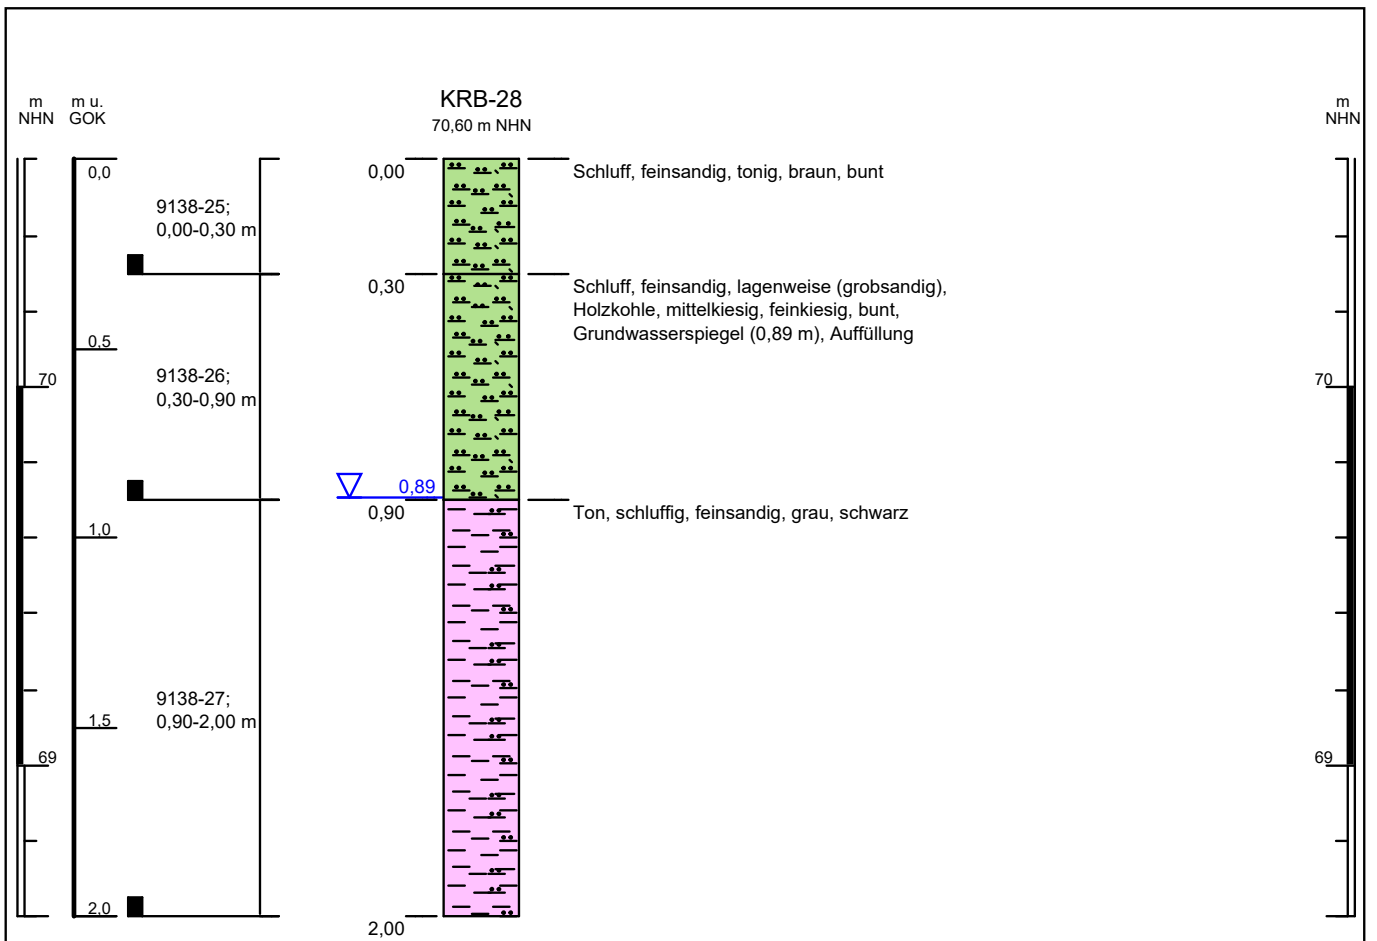 m
NHN
m u.
GOK
KRB-28
70,60 m NHN
m
NHN
0,0
0,00
Schluff, feinsandig, tonig, braun, bunt
9138-25;
0,00-0,30 m
0,30
Schluff, feinsandig, lagenweise (grobsandig),
Holzkohle, mittelkiesig, feinkiesig, bunt,
Grundwasserspiegel (0,89 m), Auffüllung
0,5
70
9138-26;
0,30-0,90 m
70
0,89
0,90
Ton, schluffig, feinsandig, grau, schwarz
1,0
9138-27;
0,90-2,00 m
1,5
69
69
2,0
2,00